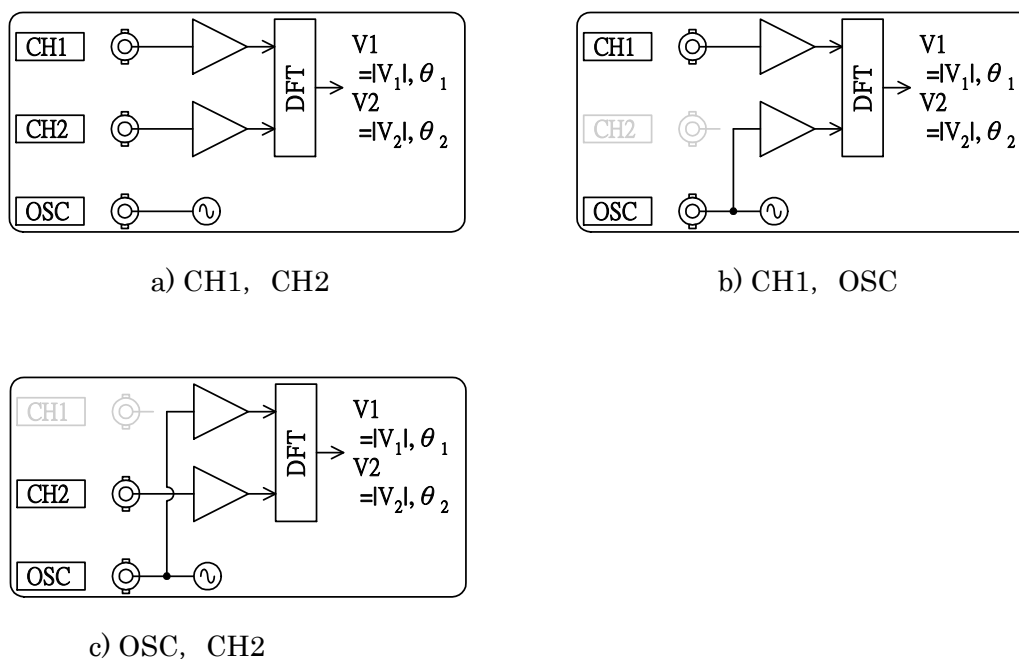 CH1
CH2
OSC
DFT
V1
=|V₁|, θ₁
V2
=|V₂|, θ₂
a) CH1, CH2
CH1
CH2
OSC
DFT
V1
=|V₁|, θ₁
V2
=|V₂|, θ₂
b) CH1, OSC
CH1
CH2
OSC
DFT
V1
=|V₁|, θ₁
V2
=|V₂|, θ₂
c) OSC, CH2